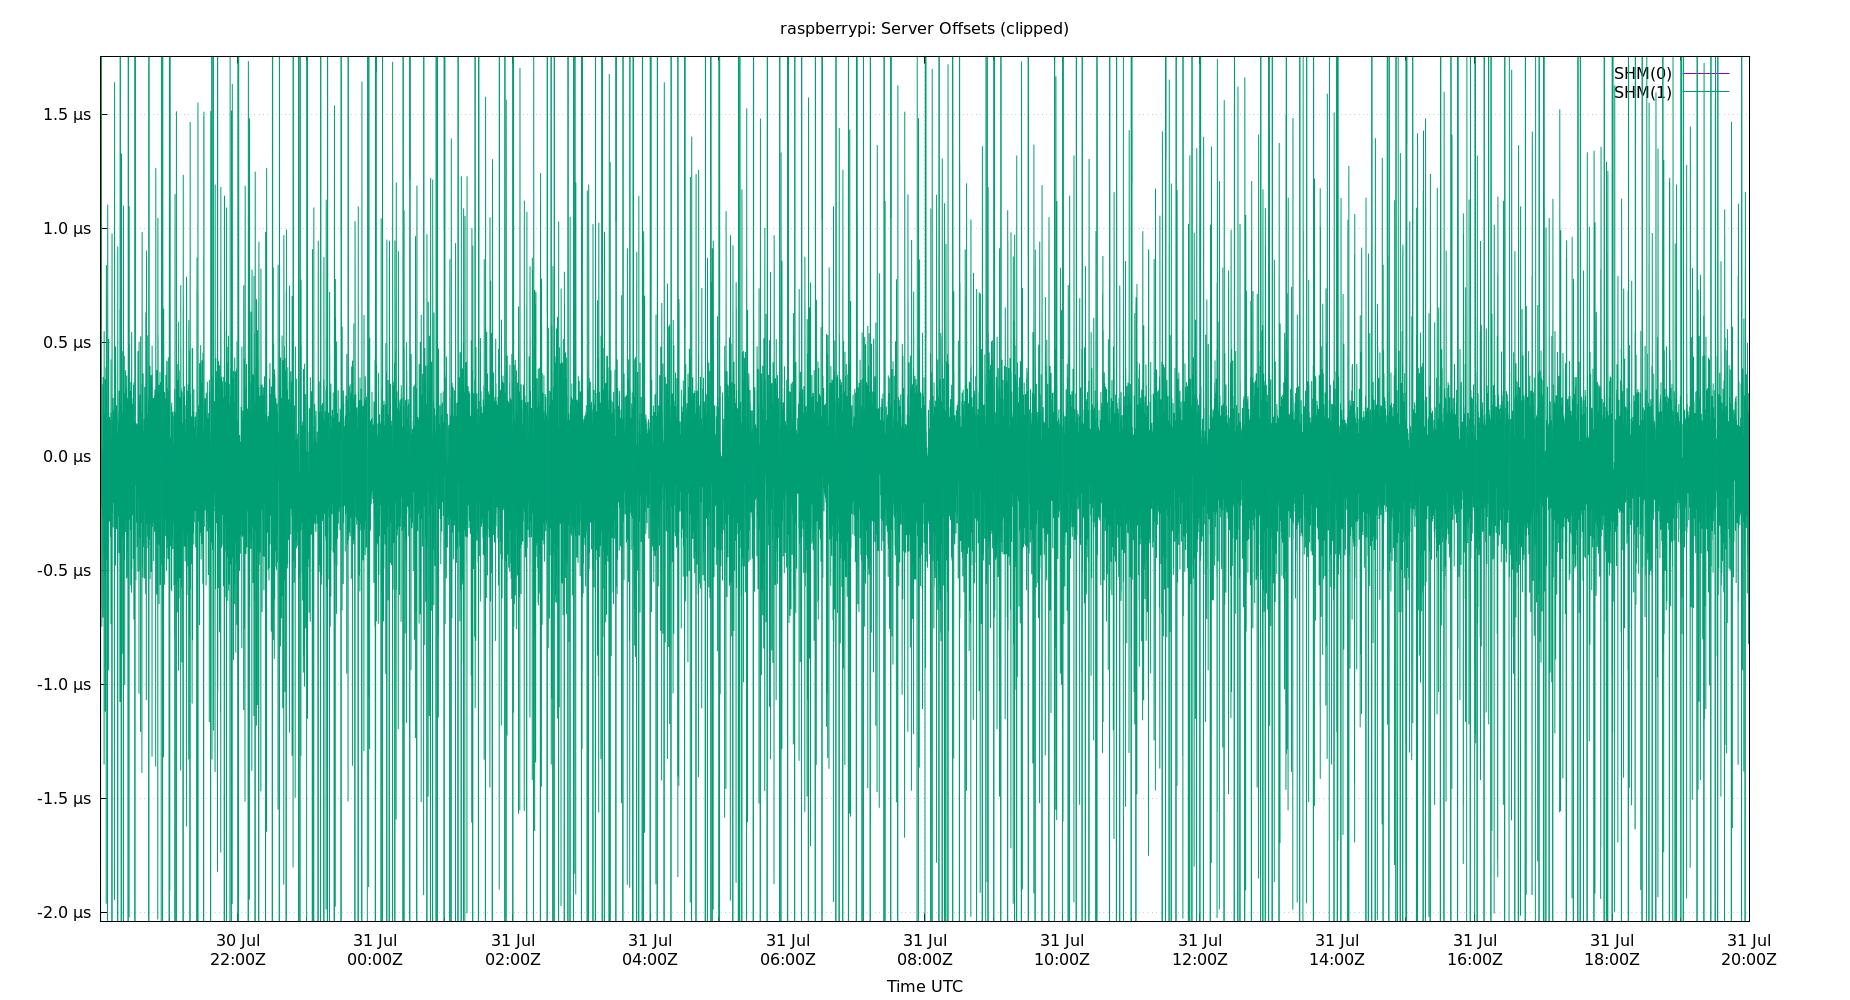 raspberrypi: Server Offsets (clipped)
SHM(0)
SHM(1)
1.5 µs
1.0 µs
0.5 µs
0.0 µs
-0.5 µs
-1.0 µs
-1.5 µs
-2.0 µs
30 Jul 31 Jul 31 Jul 31 Jul 31 Jul 31 Jul 31 Jul 31 Jul 31 Jul 31 Jul 31 Jul 31 Jul
22:00Z 00:00Z 02:00Z 04:00Z 06:00Z 08:00Z 10:00Z 12:00Z 14:00Z 16:00Z 18:00Z 20:00Z
Time UTC